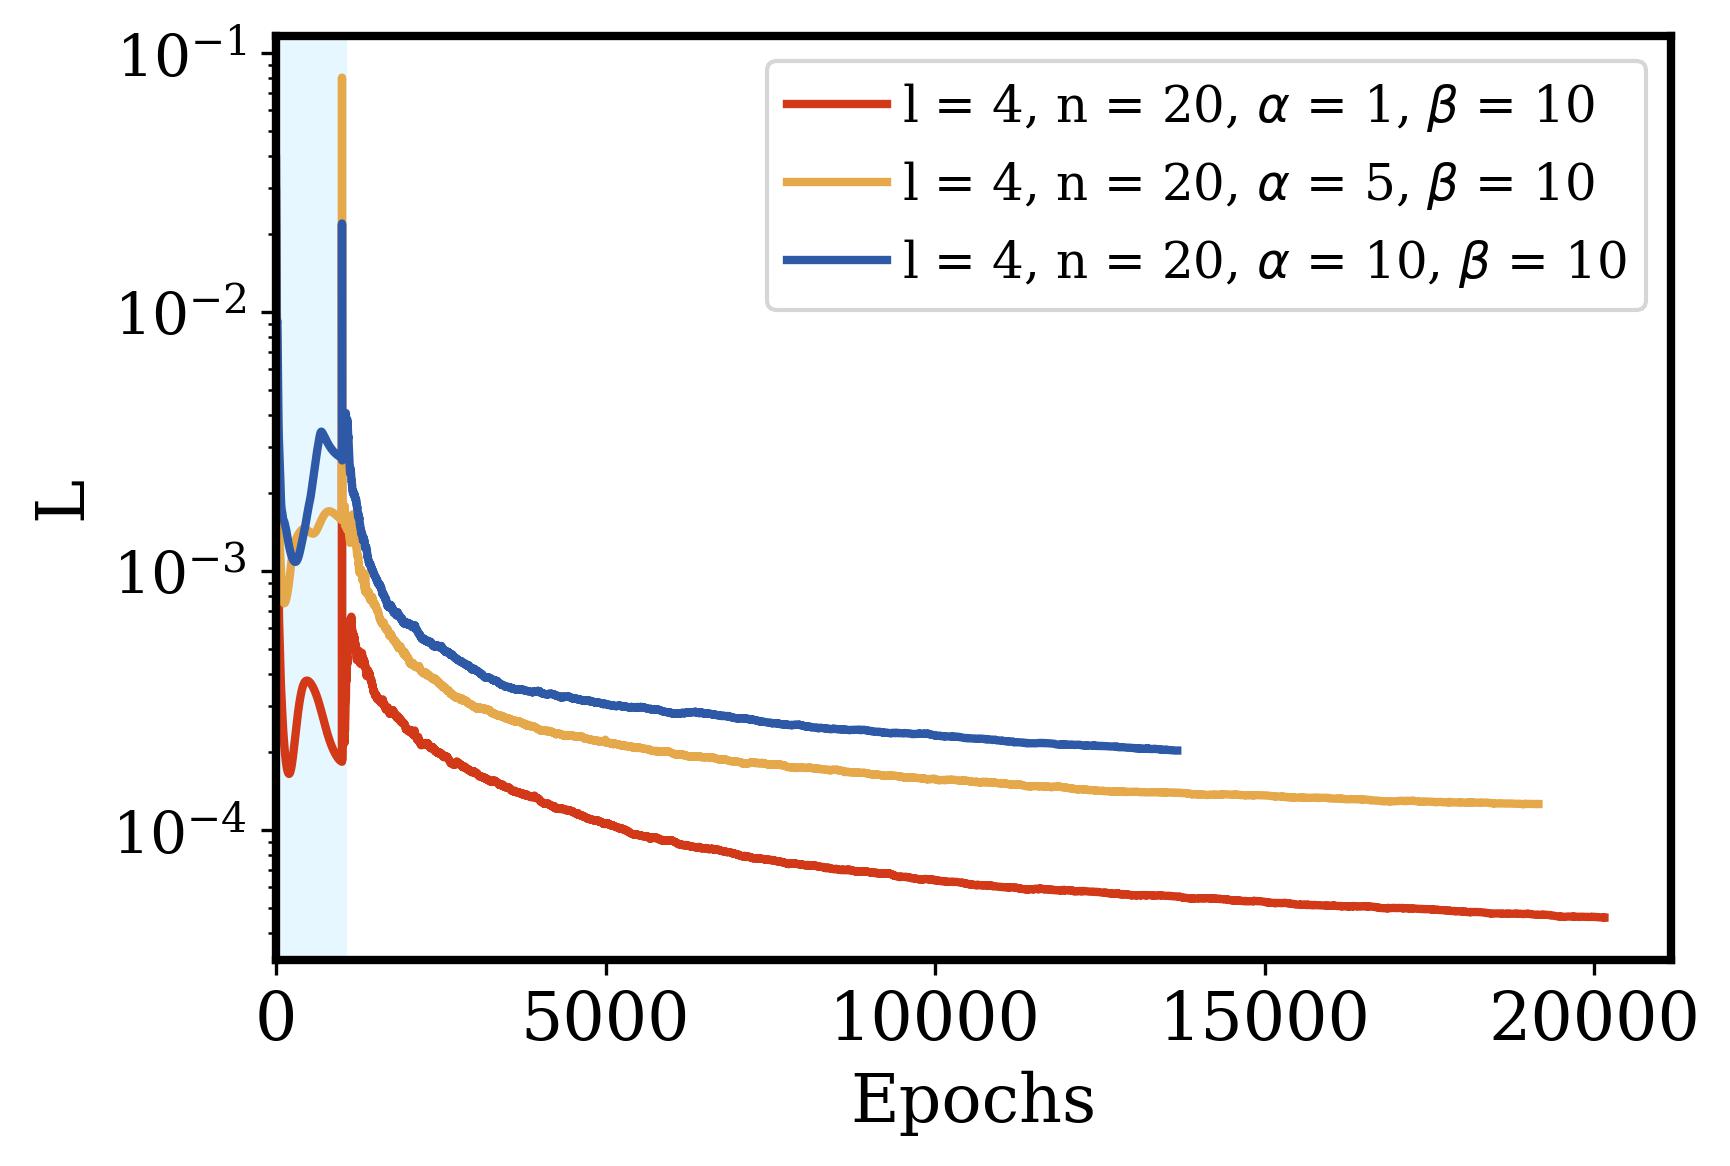 10⁻¹
10⁻²
10⁻³
10⁻⁴
L
l = 4, n = 20, α = 1, β = 10
l = 4, n = 20, α = 5, β = 10
l = 4, n = 20, α = 10, β = 10
0 5000 10000 15000 20000
Epochs